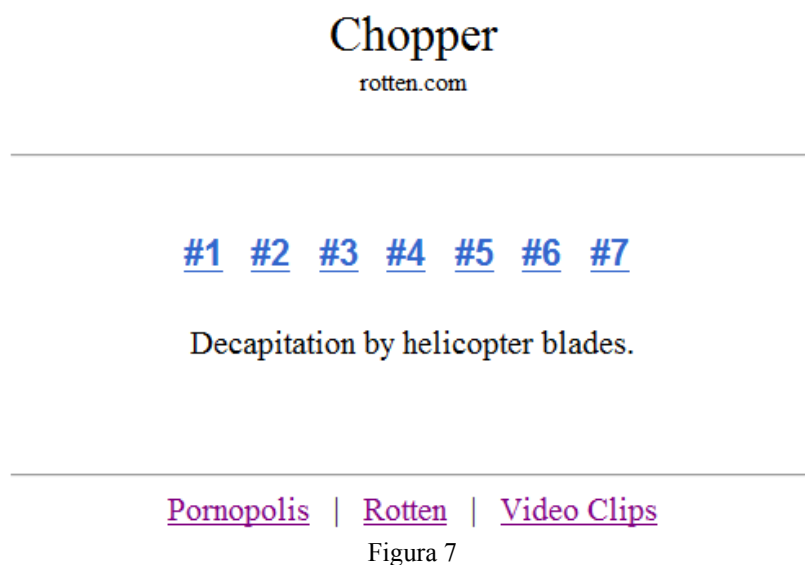 Chopper
rotten.com
#1 #2 #3 #4 #5 #6 #7
Decapitation by helicopter blades.
Pornopolis | Rotten | Video Clips
Figura 7